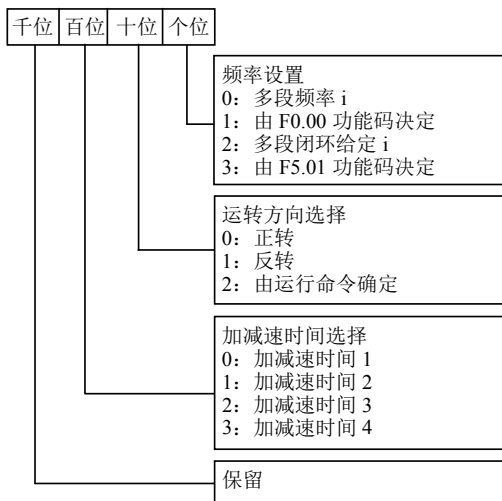 千位 百位 十位 个位
频率设置
0：多段频率 i
1：由 F0.00 功能码决定
2：多段闭环给定 i
3：由 F5.01 功能码决定
运转方向选择
0：正转
1：反转
2：由运行命令确定
加减速时间选择
0：加减速时间 1
1：加减速时间 2
2：加减速时间 3
3：加减速时间 4
保留